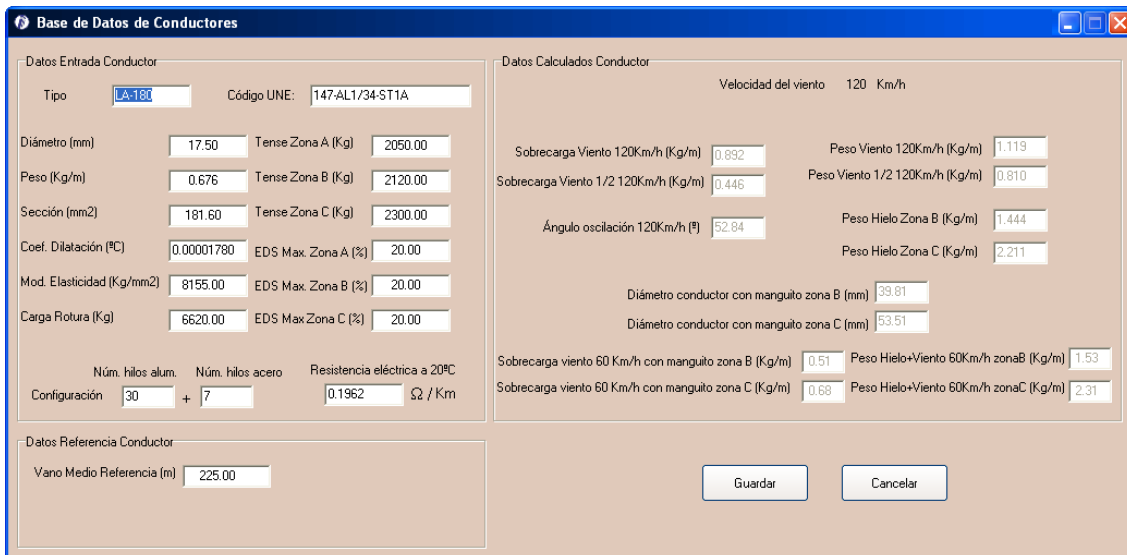 Base de Datos de Conductores
Datos Entrada Conductor
Tipo LA-180 Código UNE: 147-AL1/34-ST1A
Diámetro (mm) 17.50 Tense Zona A (Kg) 2050.00
Peso (Kg/m) 0.676 Tense Zona B (Kg) 2120.00
Sección (mm2) 181.60 Tense Zona C (Kg) 2300.00
Coef. Dilatación (ºC) 0.00001780 EDS Max. Zona A (%) 20.00
Mod. Elasticidad (Kg/mm2) 8155.00 EDS Max. Zona B (%) 20.00
Carga Rotura (Kg) 6620.00 EDS Max Zona C (%) 20.00
Núm. hilos alum. Núm. hilos acero Resistencia eléctrica a 20ºC
Configuración 30 + 7 0.1962 Ω / Km
Datos Referencia Conductor
Vano Medio Referencia (m) 225.00
Datos Calculados Conductor
Velocidad del viento 120 Km/h
Sobrecarga Viento 120Km/h (Kg/m) 0.892 Peso Viento 120Km/h (Kg/m) 1.119
Sobrecarga Viento 1/2 120Km/h (Kg/m) 0.446 Peso Viento 1/2 120Km/h (Kg/m) 0.810
Ángulo oscilación 120Km/h (º) 52.84 Peso Hielo Zona B (Kg/m) 1.444
Peso Hielo Zona C (Kg/m) 2.211
Diámetro conductor con manguito zona B (mm) 39.81
Diámetro conductor con manguito zona C (mm) 53.51
Sobrecarga viento 60 Km/h con manguito zona B (Kg/m) 0.51 Peso Hielo+Viento 60Km/h zonaB (Kg/m) 1.53
Sobrecarga viento 60 Km/h con manguito zona C (Kg/m) 0.68 Peso Hielo+Viento 60Km/h zonaC (Kg/m) 2.31
Guardar Cancelar